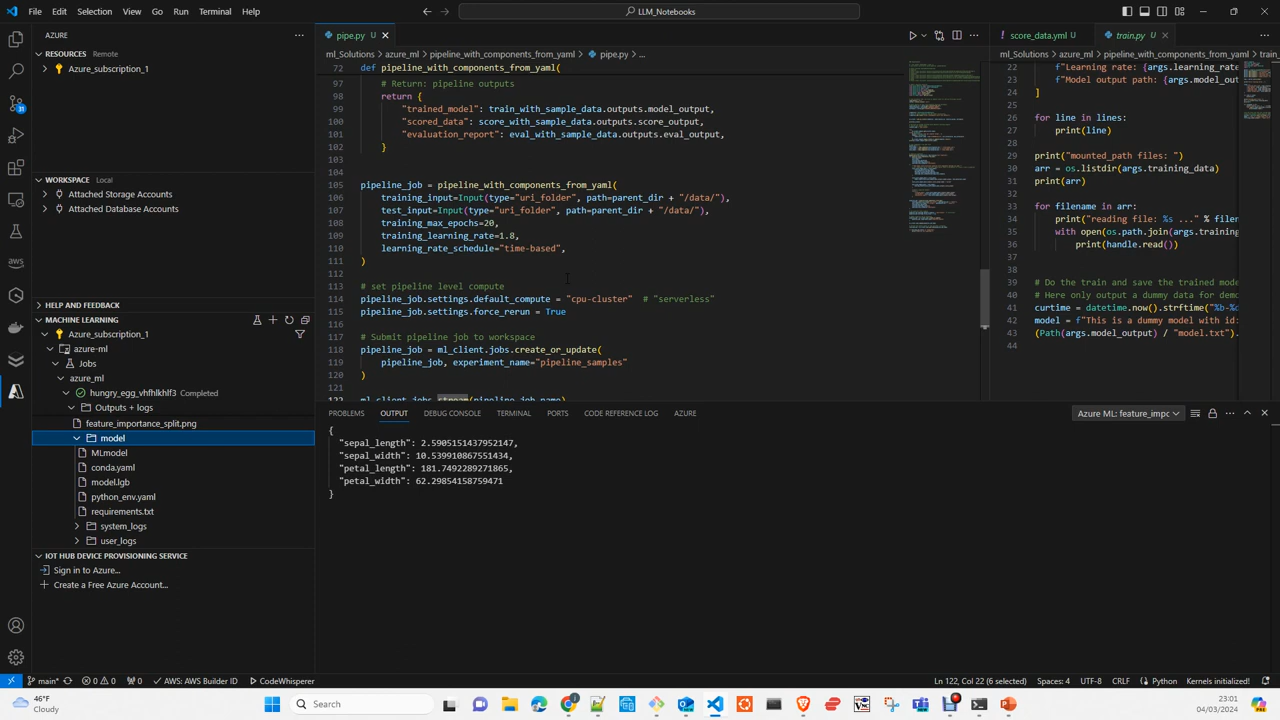 File Edit Selection View Go Run Terminal Help
LLM_Notebooks
AZURE
RESOURCES Remote
Azure_subscription_1
WORKSPACE Local
Attached Storage Accounts
Attached Database Accounts
HELP AND FEEDBACK
MACHINE LEARNING
Azure_subscription_1
azure-ml
Jobs
azure_ml
hungry_egg_vhfhlkhlf3 Completed
Outputs + logs
feature_importance_split.png
model
MLmodel
conda.yaml
model.lgb
python_env.yaml
requirements.txt
system_logs
user_logs
IOT HUB DEVICE PROVISIONING SERVICE
Sign in to Azure...
Create a Free Azure Account...
pipe.py U
ml_Solutions > azure_ml > pipeline_with_components_from_yaml > pipe.py > ...
72 def pipeline_with_components_from_yaml(
97 # Return: pipeline outputs
98 return {
99 "trained_model": train_with_sample_data.outputs.model_output,
100 "scored_data": score_with_sample_data.outputs.score_output,
101 "evaluation_report": eval_with_sample_data.outputs.eval_output,
102 }
103
104
105 pipeline_job = pipeline_with_components_from_yaml(
106 training_input=Input(type="uri_folder", path=parent_dir + "/data/"),
107 test_input=Input(type="uri_folder", path=parent_dir + "/data/"),
108 training_max_epochs=20,
109 training_learning_rate=1.8,
110 learning_rate_schedule="time-based",
111 )
112
113 # set pipeline level compute
114 pipeline_job.settings.default_compute = "cpu-cluster" # "serverless"
115 pipeline_job.settings.force_rerun = True
116
117 # Submit pipeline job to workspace
118 pipeline_job = ml_client.jobs.create_or_update(
119 pipeline_job, experiment_name="pipeline_samples"
120 )
121
122 ml_client.jobs.stream(pipeline_job.name)
score_data.yml U train.py U
ml_Solutions > azure_ml > pipeline_with_components_from_yaml
22 f"Learning rate: {args.learning_r
23 f"Model output path: {args.model_out
24 ]
25
26 for line in lines:
27 print(line)
28
29 print("mounted_path files: ")
30 arr = os.listdir(args.training_data)
31 print(arr)
32
33 for filename in arr:
34 print("reading file: %s ..." % filen
35 with open(os.path.join(args.training
36 print(handle.read())
37
38
39 # Do the train and save the trained mode
40 # Here only output a dummy data for demo
41 curtime = datetime.now().strftime("%b-%d
42 model = f"This is a dummy model with id:
43 (Path(args.model_output) / "model.txt").
44
PROBLEMS OUTPUT DEBUG CONSOLE TERMINAL PORTS CODE REFERENCE LOG AZURE
Azure ML: feature_impc
{
"sepal_length": 2.5905151437952147,
"sepal_width": 10.539910867551434,
"petal_length": 181.7492289271865,
"petal_width": 62.29854158759471
}
main* 0 0 0 AWS: AWS Builder ID CodeWhisperer
Ln 122, Col 22 (6 selected) Spaces: 4 UTF-8 CRLF Python Kernels initialized!
46°F
Cloudy
Search
23:01
04/03/2024